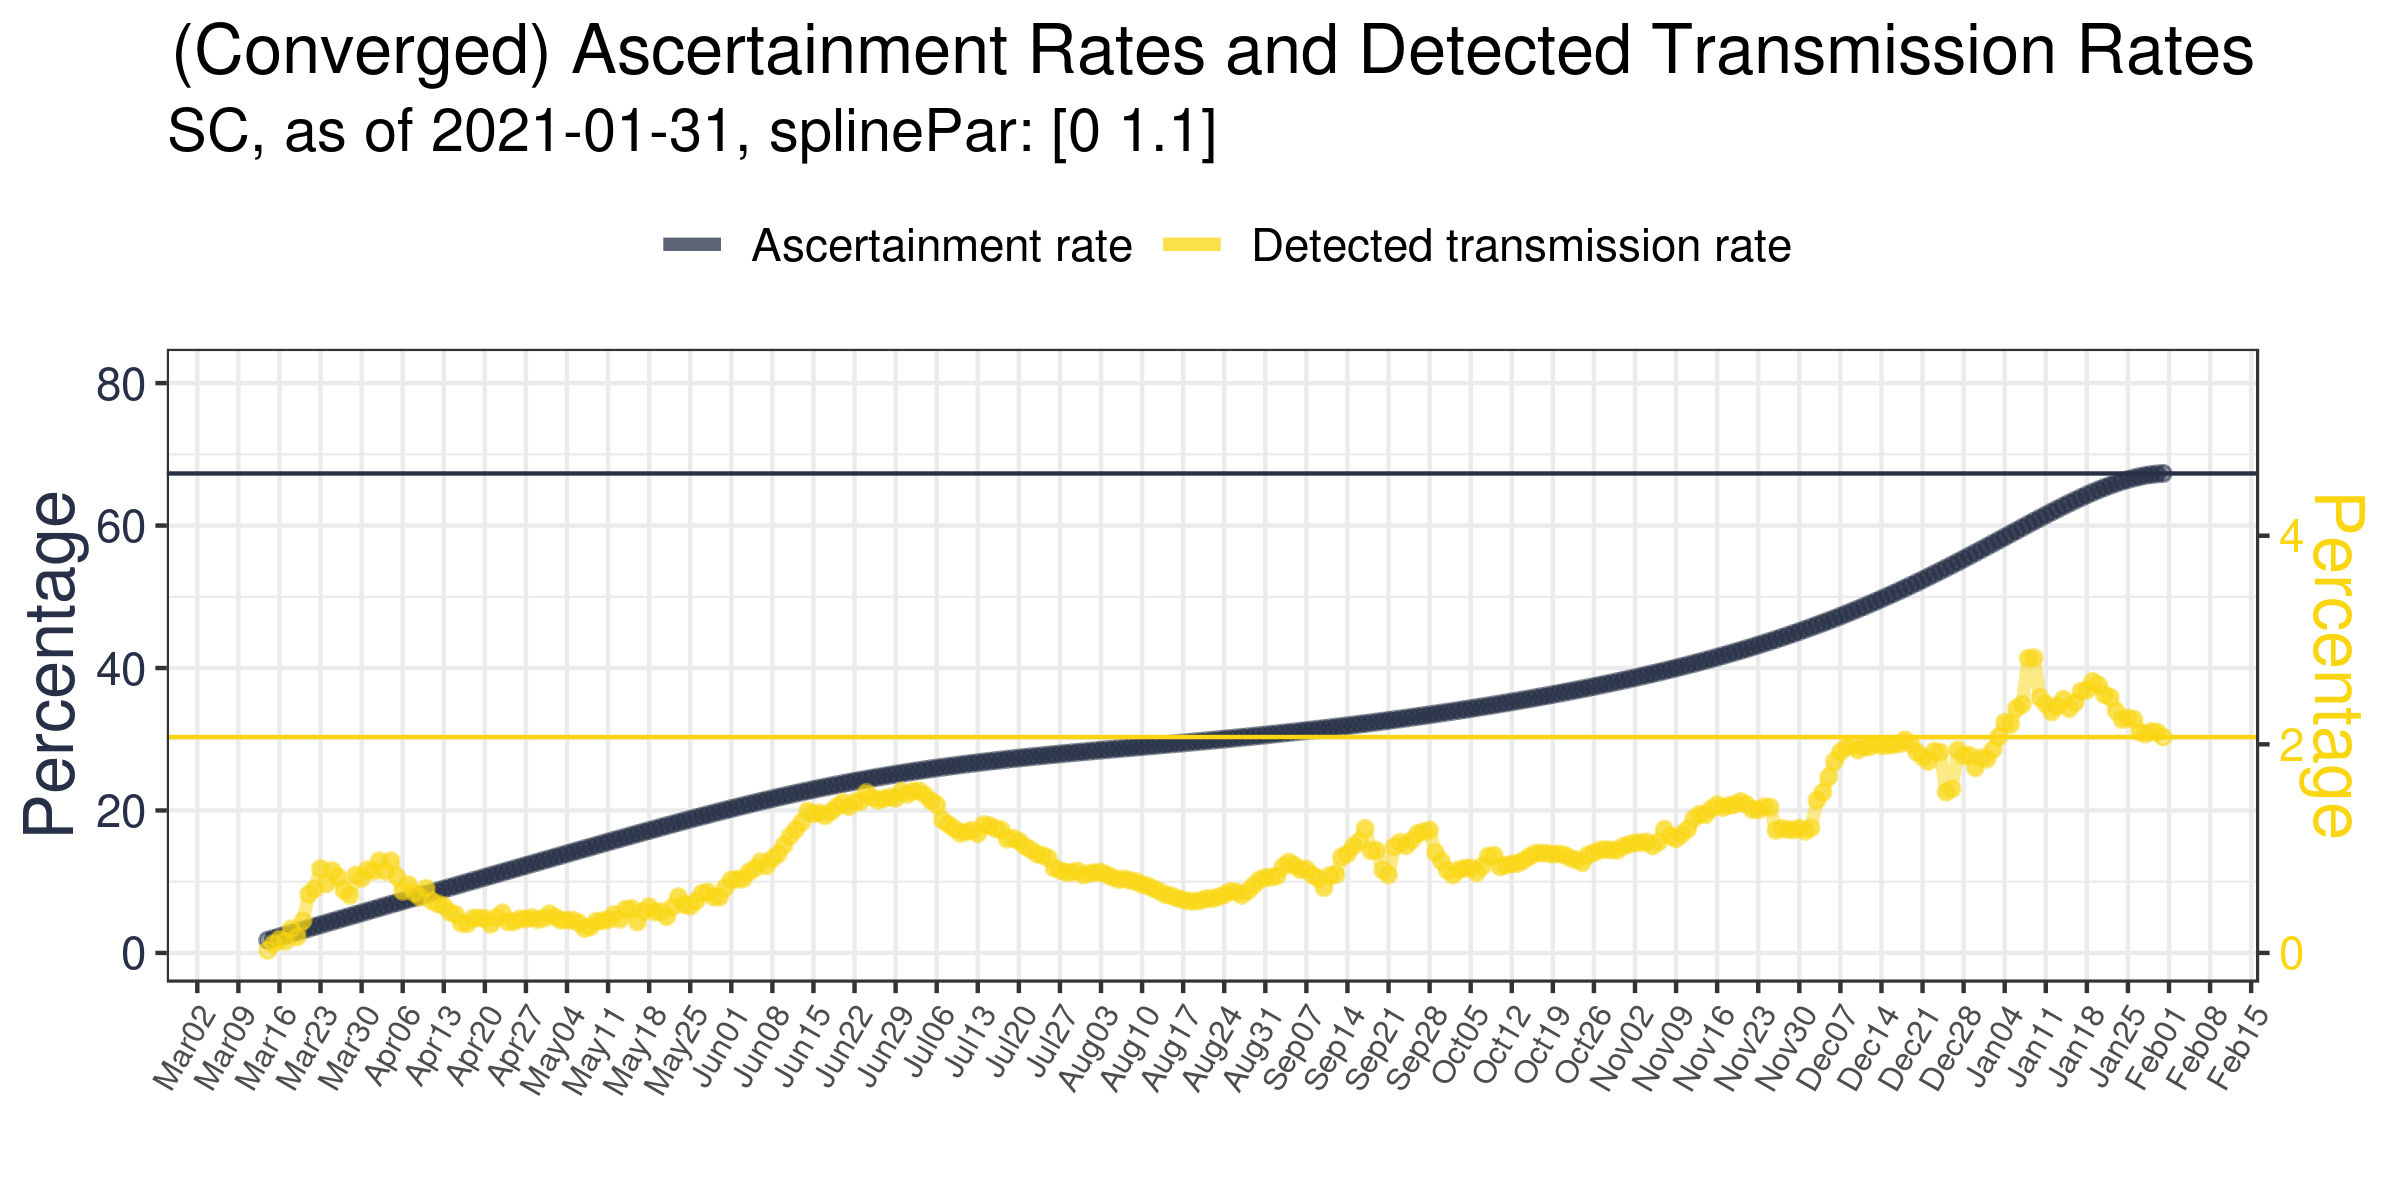 (Converged) Ascertainment Rates and Detected Transmission Rates
SC, as of 2021-01-31, splinePar: [0 1.1]
Ascertainment rate
Detected transmission rate
Percentage
80
60
40
20
0
Percentage
4
2
0
Mar02
Mar09
Mar16
Mar23
Mar30
Apr06
Apr13
Apr20
Apr27
May04
May11
May18
May25
Jun01
Jun08
Jun15
Jun22
Jun29
Jul06
Jul13
Jul20
Jul27
Aug03
Aug10
Aug17
Aug24
Aug31
Sep07
Sep14
Sep21
Sep28
Oct05
Oct12
Oct19
Oct26
Nov02
Nov09
Nov16
Nov23
Nov30
Dec07
Dec14
Dec21
Dec28
Jan04
Jan11
Jan18
Jan25
Feb01
Feb08
Feb15